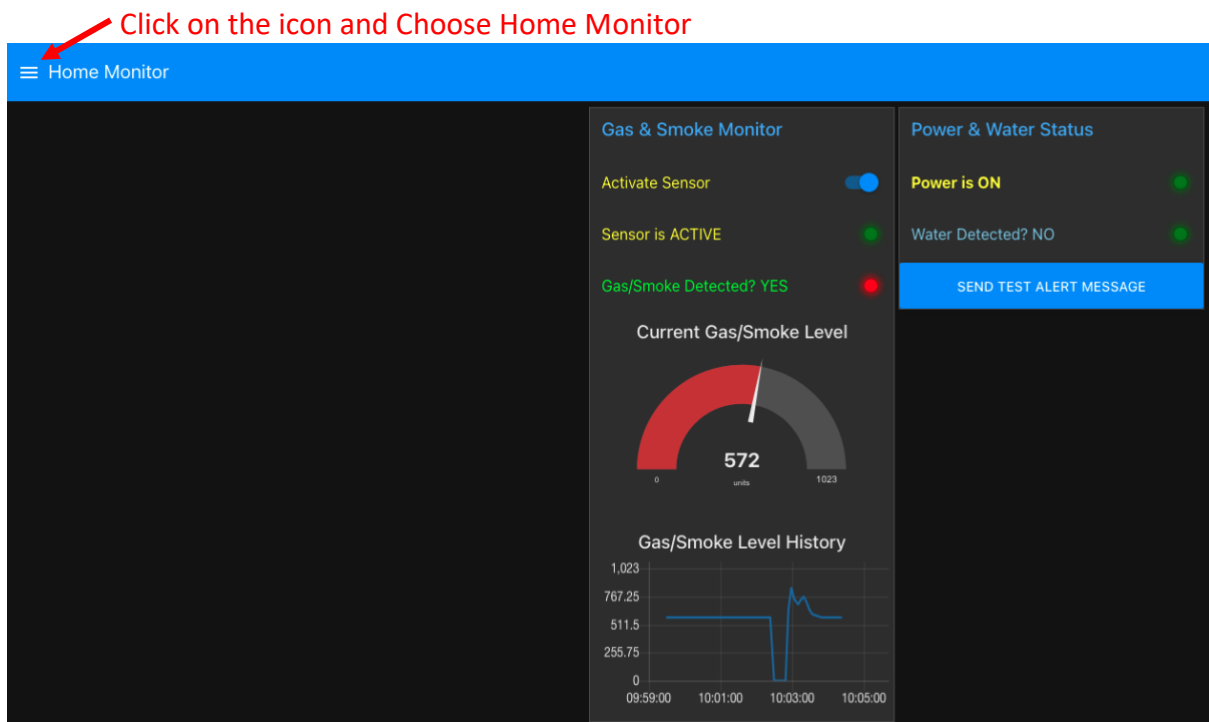 Click on the icon and Choose Home Monitor
Home Monitor
Gas & Smoke Monitor
Activate Sensor
Sensor is ACTIVE
Gas/Smoke Detected? YES
Current Gas/Smoke Level
572
0
units
1023
Gas/Smoke Level History
1,023
767.25
511.5
255.75
0
09:59:00 10:01:00 10:03:00 10:05:00
Power & Water Status
Power is ON
Water Detected? NO
SEND TEST ALERT MESSAGE